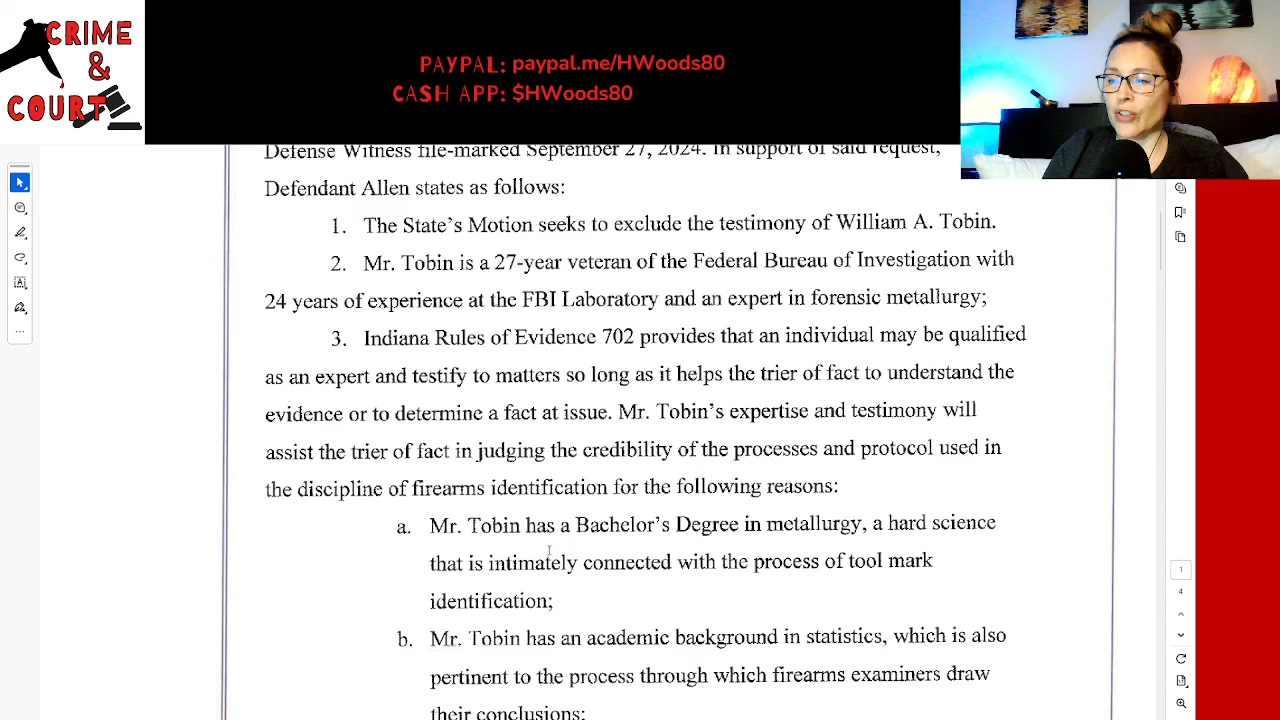 CRIME
&
COURT
PAYPAL: paypal.me/HWoods80
CASH APP: $HWoods80
Defense Witness file-marked September 27, 2024. In support of said request,
Defendant Allen states as follows:
1. The State's Motion seeks to exclude the testimony of William A. Tobin.
2. Mr. Tobin is a 27-year veteran of the Federal Bureau of Investigation with
24 years of experience at the FBI Laboratory and an expert in forensic metallurgy;
3. Indiana Rules of Evidence 702 provides that an individual may be qualified
as an expert and testify to matters so long as it helps the trier of fact to understand the
evidence or to determine a fact at issue. Mr. Tobin's expertise and testimony will
assist the trier of fact in judging the credibility of the processes and protocol used in
the discipline of firearms identification for the following reasons:
a. Mr. Tobin has a Bachelor's Degree in metallurgy, a hard science
that is intimately connected with the process of tool mark
identification;
b. Mr. Tobin has an academic background in statistics, which is also
pertinent to the process through which firearms examiners draw
their conclusions;
1
4